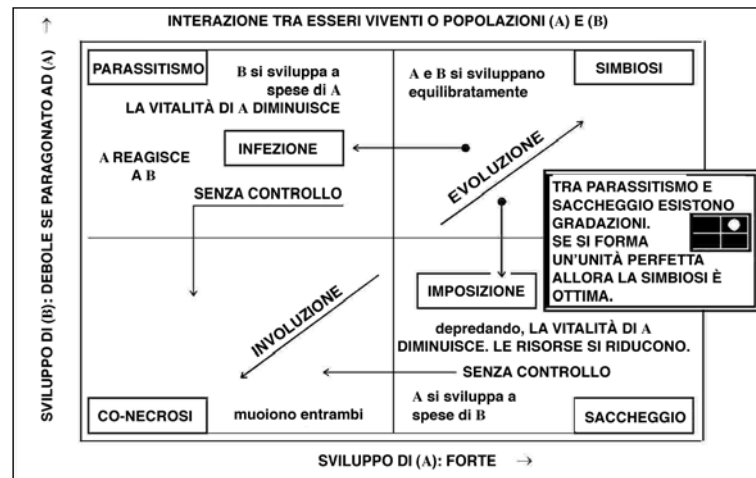 INTERAZIONE TRA ESSERI VIVENTI O POPOLAZIONI (A) E (B)
SVILUPPO DI (B): DEBOLE SE PARAGONATO AD (A) →
PARASSITISMO
B si sviluppa a
spese di A
LA VITALITÀ DI A DIMINUISCE
A REAGISCE
A B
INFEZIONE
SENZA CONTROLLO
A e B si sviluppano
equilibratamente
SIMBIOSI
EVOLUZIONE
TRA PARASSITISMO E
SACCHEGGIO ESISTONO
GRADAZIONI.
SE SI FORMA
UN'UNITÀ PERFETTA
ALLORA LA SIMBIOSI È
OTTIMA.
INVOLUZIONE
CO-NECROSI
muoiono entrambi
IMPOSIZIONE
depredando, LA VITALITÀ DI A
DIMINUISCE. LE RISORSE SI RIDUCONO.
SENZA CONTROLLO
A si sviluppa a
spese di B
SACCHEGGIO
SVILUPPO DI (A): FORTE →